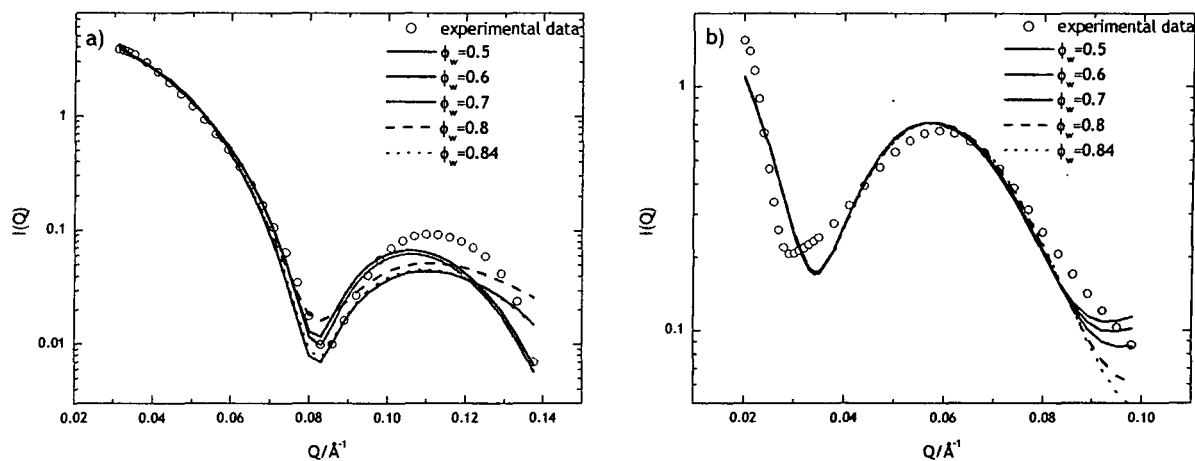 a)
experimental data
ϕw=0.5
ϕw=0.6
ϕw=0.7
ϕw=0.8
ϕw=0.84
I(Q)
1
0.1
0.01
0.02 0.04 0.06 0.08 0.10 0.12 0.14
Q/Å⁻¹
b)
experimental data
ϕw=0.5
ϕw=0.6
ϕw=0.7
ϕw=0.8
ϕw=0.84
I(Q)
1
0.1
0.02 0.04 0.06 0.08 0.10
Q/Å⁻¹